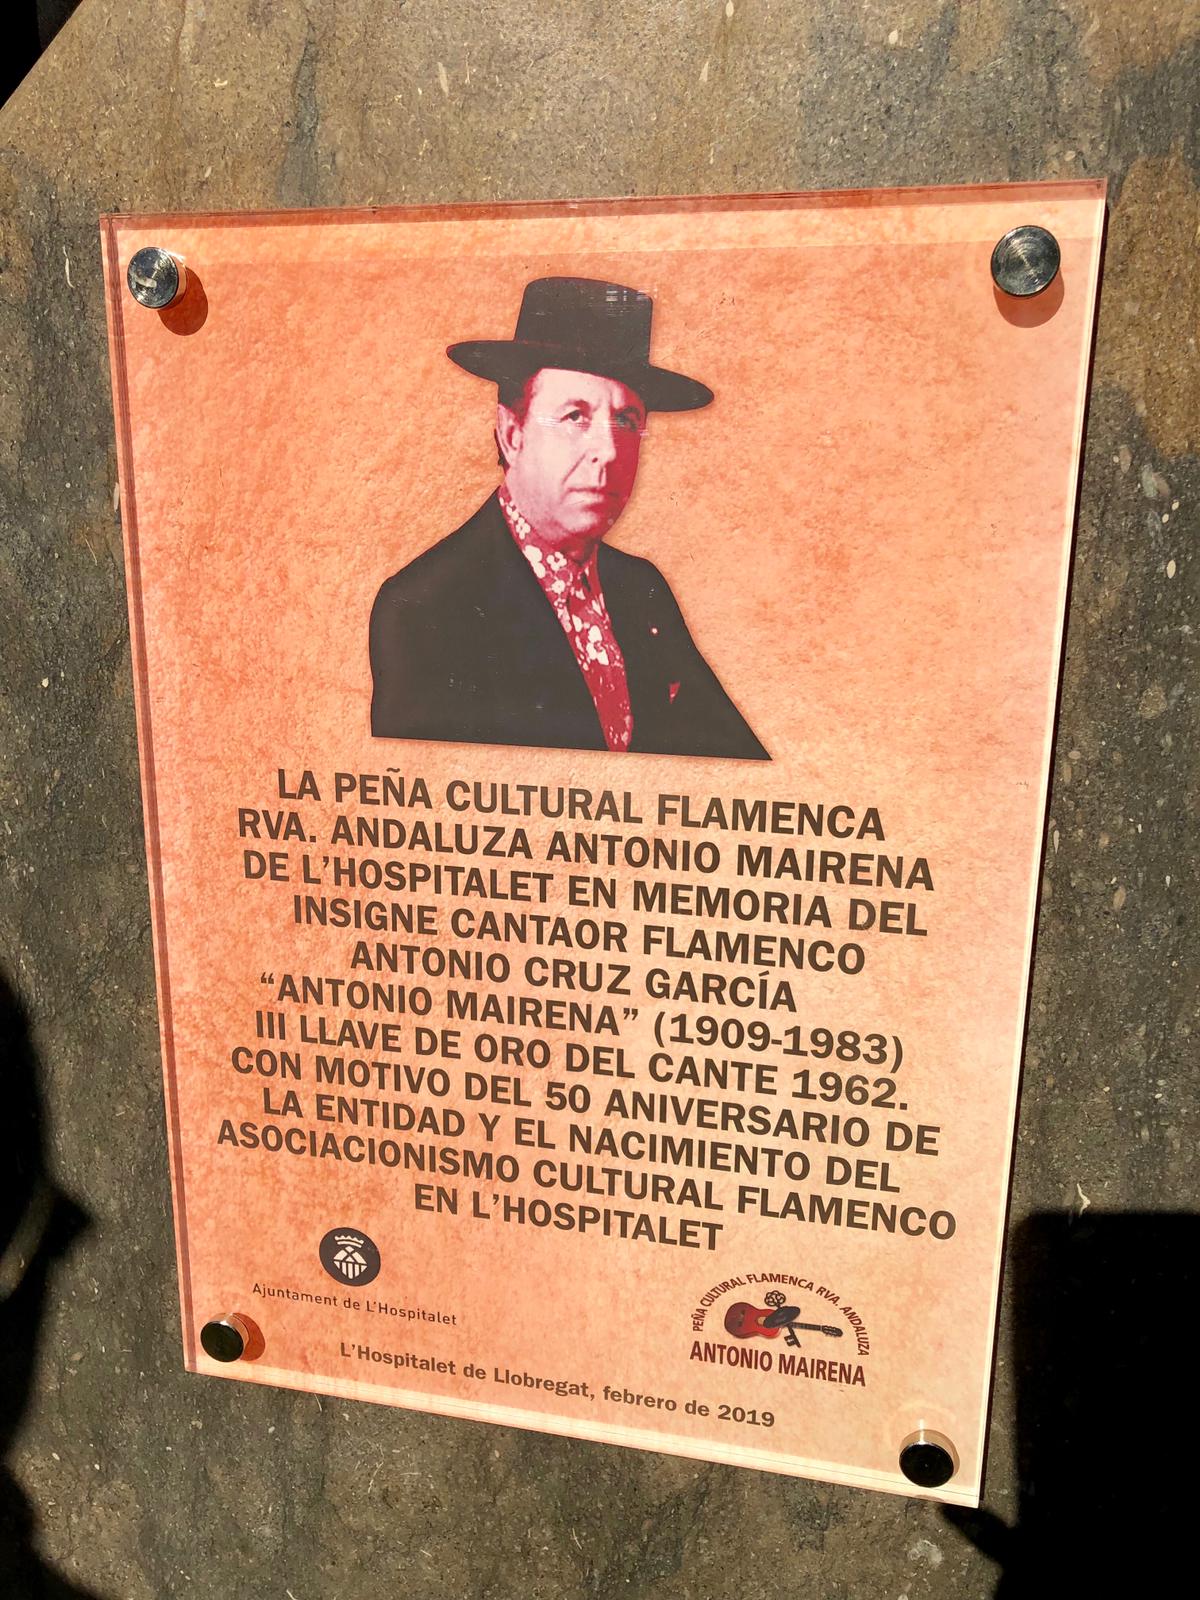 LA PEÑA CULTURAL FLAMENCA
RVA. ANDALUZA ANTONIO MAIRENA
DE L'HOSPITALET EN MEMORIA DEL
INSIGNE CANTAOR FLAMENCO
ANTONIO CRUZ GARCÍA
“ANTONIO MAIRENA” (1909-1983)
III LLAVE DE ORO DEL CANTE 1962.
CON MOTIVO DEL 50 ANIVERSARIO DE
LA ENTIDAD Y EL NACIMIENTO DEL
ASOCIACIONISMO CULTURAL FLAMENCO
EN L'HOSPITALET
Ajuntament de L'Hospitalet
PEÑA CULTURAL FLAMENCA RVA. ANDALUZA
ANTONIO MAIRENA
L'Hospitalet de Llobregat, febrero de 2019